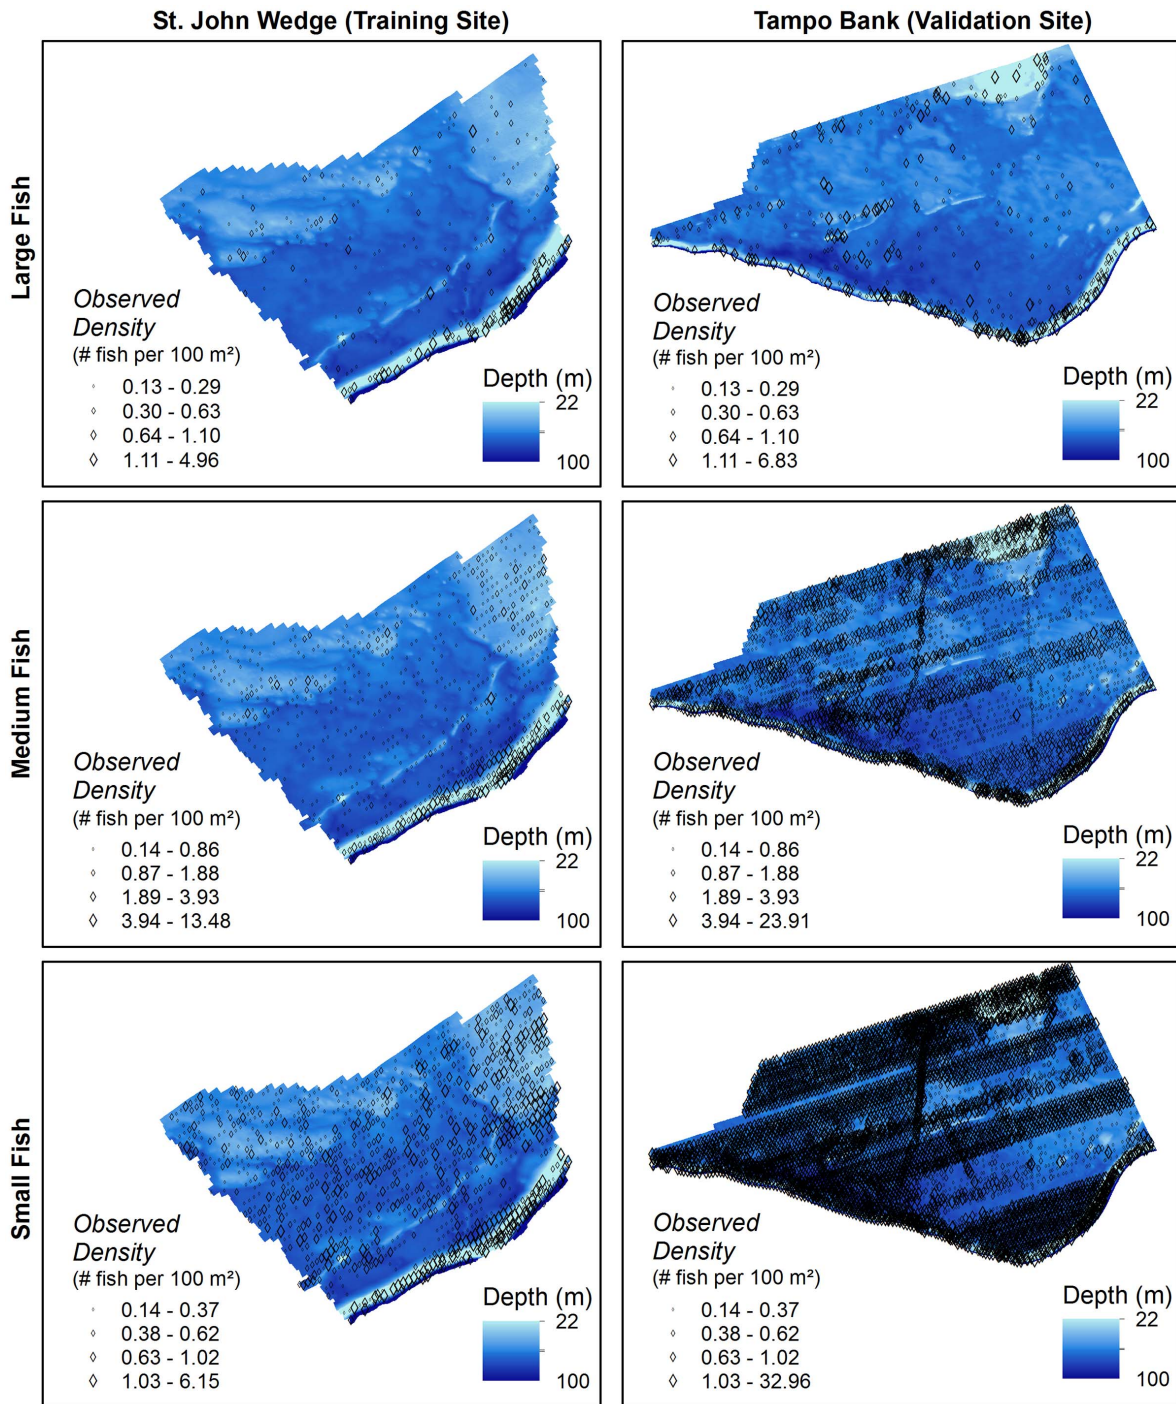 St. John Wedge (Training Site)
Tampo Bank (Validation Site)
Large Fish
Observed
Density
(# fish per 100 m²)
0.13 - 0.29
0.30 - 0.63
0.64 - 1.10
1.11 - 4.96
Depth (m)
22
100
Observed
Density
(# fish per 100 m²)
0.13 - 0.29
0.30 - 0.63
0.64 - 1.10
1.11 - 6.83
Depth (m)
22
100
Medium Fish
Observed
Density
(# fish per 100 m²)
0.14 - 0.86
0.87 - 1.88
1.89 - 3.93
3.94 - 13.48
Depth (m)
22
100
Observed
Density
(# fish per 100 m²)
0.14 - 0.86
0.87 - 1.88
1.89 - 3.93
3.94 - 23.91
Depth (m)
22
100
Small Fish
Observed
Density
(# fish per 100 m²)
0.14 - 0.37
0.38 - 0.62
0.63 - 1.02
1.03 - 6.15
Depth (m)
22
100
Observed
Density
(# fish per 100 m²)
0.14 - 0.37
0.38 - 0.62
0.63 - 1.02
1.03 - 32.96
Depth (m)
22
100